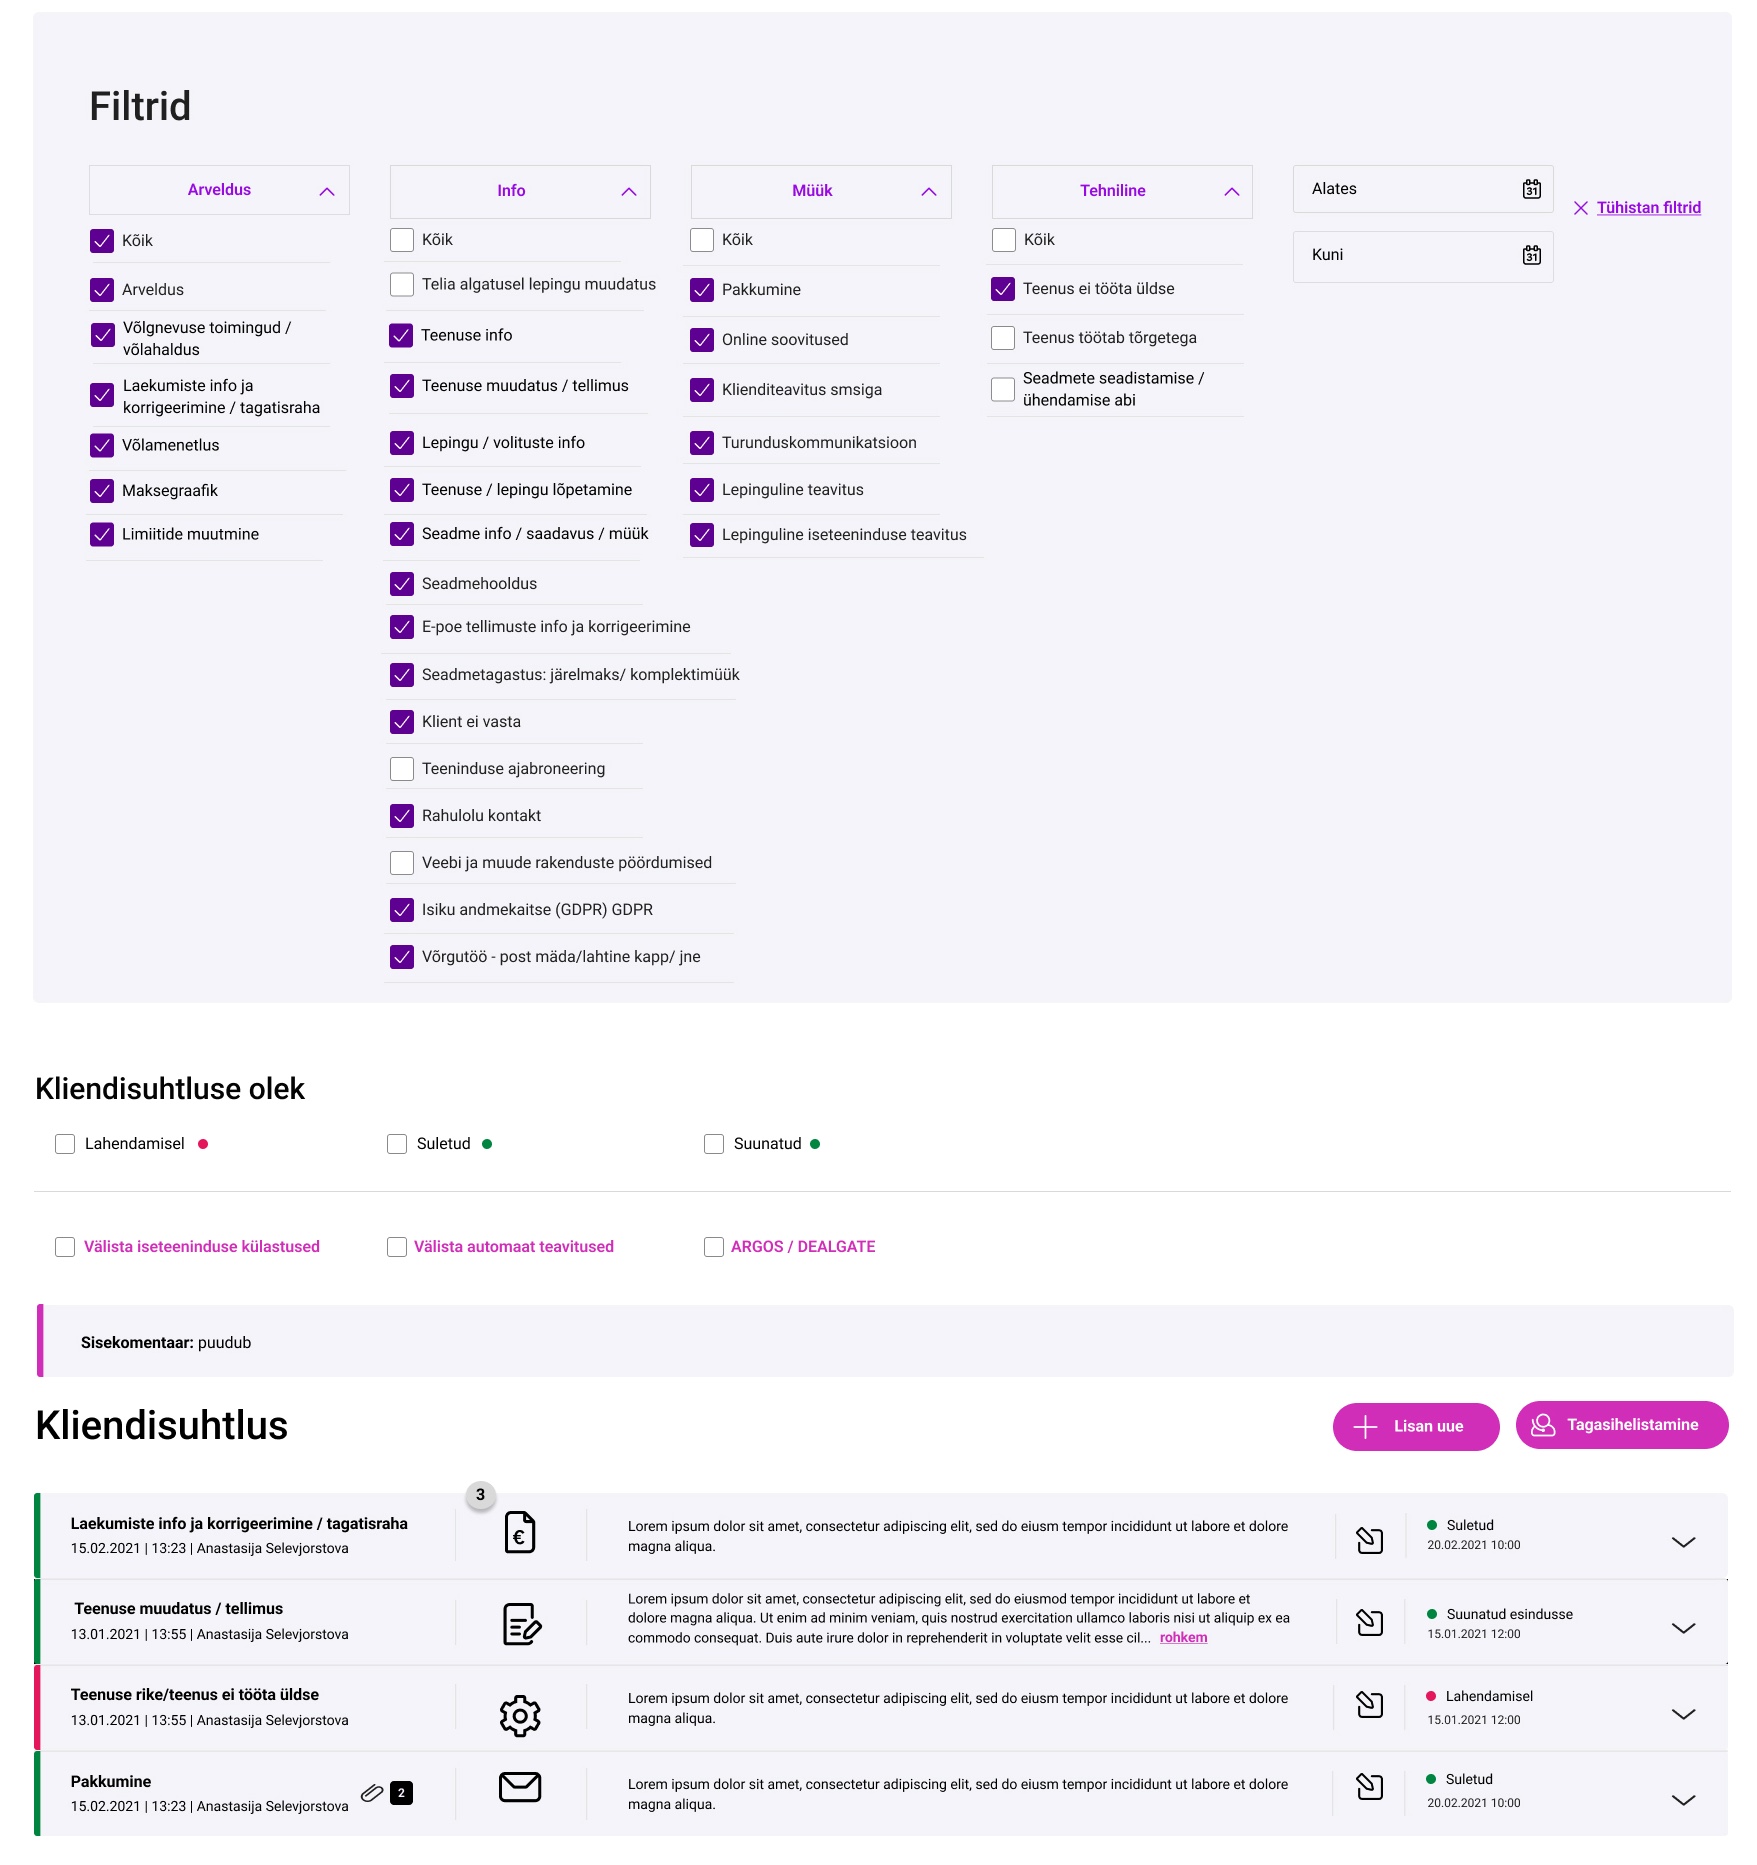 Filtrid
Arveldus
Kõik
Arveldus
Võlgnevuse toimingud /
võlahaldus
Laekumiste info ja
korrigeerimine / tagatisraha
Võlamenetlus
Maksegraafik
Limiitide muutmine
Info
Kõik
Telia algatusel lepingu muudatus
Teenuse info
Teenuse muudatus / tellimus
Lepingu / volituste info
Teenuse / lepingu lõpetamine
Seadme info / saadavus / müük
Seadmehooldus
E-poe tellimuste info ja korrigeerimine
Seadmetagastus: järelmaks/ komplektimüük
Klient ei vasta
Teeninduse ajabroneering
Rahulolu kontakt
Veebi ja muude rakenduste pöördumised
Isiku andmekaitse (GDPR) GDPR
Võrgutöö - post mäda/lahtine kapp/ jne
Müük
Kõik
Pakkumine
Online soovitused
Klienditeavitus smsiga
Turunduskommunikatsioon
Lepinguline teavitus
Lepinguline iseteeninduse teavitus
Tehniline
Kõik
Teenus ei tööta üldse
Teenus töötab tõrgetega
Seadmete seadistamise /
ühendamise abi
Alates
31
Kuni
31
Tühistan filtrid
Kliendisuhtluse olek
Lahendamisel
Suletud
Suunatud
Välista iseteeninduse külastused
Välista automaat teavitused
ARGOS / DEALGATE
Sisekomentaar: puudub
Kliendisuhtlus
Lisan uue
Tagasihelistamine
Laekumiste info ja korrigeerimine / tagatisraha
15.02.2021 | 13:23 | Anastasija Selevjorstova
3
€
Lorem ipsum dolor sit amet, consectetur adipiscing elit, sed do eiusm tempor incididunt ut labore et dolore
magna aliqua.
Suletud
20.02.2021 10:00
Teenuse muudatus / tellimus
13.01.2021 | 13:55 | Anastasija Selevjorstova
Lorem ipsum dolor sit amet, consectetur adipiscing elit, sed do eiusmod tempor incididunt ut labore et
dolore magna aliqua. Ut enim ad minim veniam, quis nostrud exercitation ullamco laboris nisi ut aliquip ex ea
commodo consequat. Duis aute irure dolor in reprehenderit in voluptate velit esse cil... rohkem
Suunatud esindusse
15.01.2021 12:00
Teenuse rike/teenus ei tööta üldse
13.01.2021 | 13:55 | Anastasija Selevjorstova
Lorem ipsum dolor sit amet, consectetur adipiscing elit, sed do eiusm tempor incididunt ut labore et dolore
magna aliqua.
Lahendamisel
15.01.2021 12:00
Pakkumine
15.02.2021 | 13:23 | Anastasija Selevjorstova
2
Lorem ipsum dolor sit amet, consectetur adipiscing elit, sed do eiusm tempor incididunt ut labore et dolore
magna aliqua.
Suletud
20.02.2021 10:00